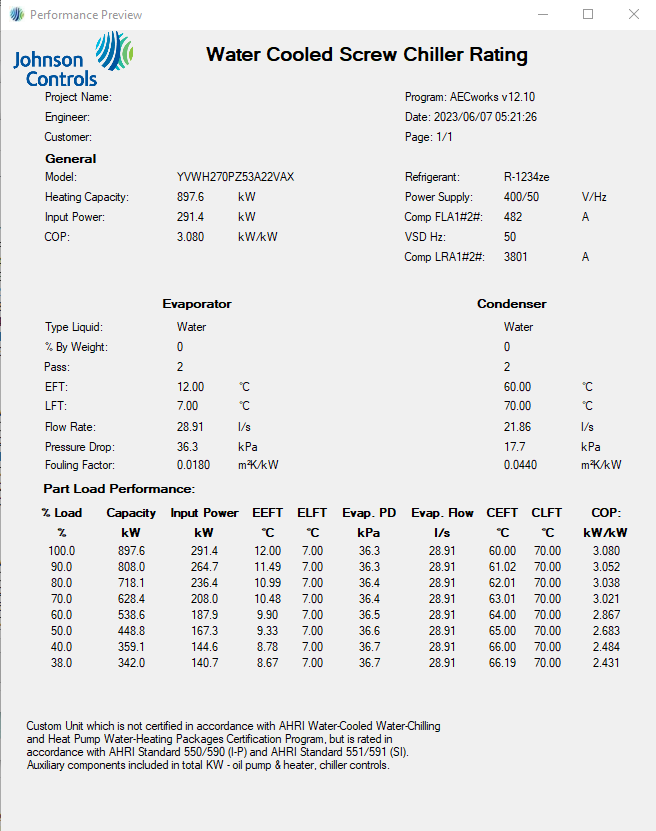 Performance Preview
Johnson Controls
Water Cooled Screw Chiller Rating
Project Name:
Program: AECworks v12.10
Engineer:
Date: 2023/06/07 05:21:26
Customer:
Page: 1/1
General
Model: YVWH270PZ53A22VAX Refrigerant: R-1234ze
Heating Capacity: 897.6 kW Power Supply: 400/50 V/Hz
Input Power: 291.4 kW Comp FLA1#2#: 482 A
COP: 3.080 kW/kW VSD Hz: 50
Comp LRA1#2#: 3801 A
Evaporator Condenser
Type Liquid: Water Water
% By Weight: 0 0
Pass: 2 2
EFT: 12.00 °C 60.00 °C
LFT: 7.00 °C 70.00 °C
Flow Rate: 28.91 l/s 21.86 l/s
Pressure Drop: 36.3 kPa 17.7 kPa
Fouling Factor: 0.0180 m²K/kW 0.0440 m²K/kW
Part Load Performance:
% Load Capacity Input Power EEFT ELFT Evap. PD Evap. Flow CEFT CLFT COP:
% kW kW °C °C kPa l/s °C °C kW/kW
100.0 897.6 291.4 12.00 7.00 36.3 28.91 60.00 70.00 3.080
90.0 808.0 264.7 11.49 7.00 36.3 28.91 61.02 70.00 3.052
80.0 718.1 236.4 10.99 7.00 36.4 28.91 62.01 70.00 3.038
70.0 628.4 208.0 10.48 7.00 36.4 28.91 63.01 70.00 3.021
60.0 538.6 187.9 9.90 7.00 36.5 28.91 64.00 70.00 2.867
50.0 448.8 167.3 9.33 7.00 36.6 28.91 65.00 70.00 2.683
40.0 359.1 144.6 8.78 7.00 36.7 28.91 66.00 70.00 2.484
38.0 342.0 140.7 8.67 7.00 36.7 28.91 66.19 70.00 2.431
Custom Unit which is not certified in accordance with AHRI Water-Cooled Water-Chilling
and Heat Pump Water-Heating Packages Certification Program, but is rated in
accordance with AHRI Standard 550/590 (I-P) and AHRI Standard 551/591 (SI).
Auxiliary components included in total KW - oil pump & heater, chiller controls.